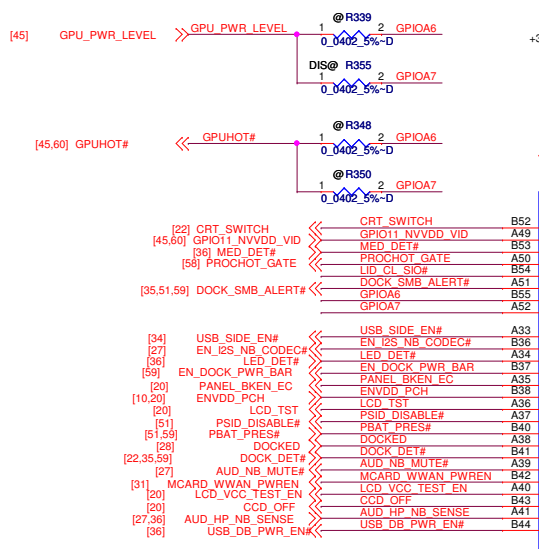 @R339
[45] GPU_PWR_LEVEL GPU_PWR_LEVEL 1 2 GPIOA6
0_0402_5%~D
+3
DIS@ R355
1 2 GPIOA7
0_0402_5%~D
@R348
[45,60] GPUHOT# GPUHOT# 1 2 GPIOA6
0_0402_5%~D
@R350
1 2 GPIOA7
0_0402_5%~D
[22] CRT_SWITCH CRT_SWITCH B52
[45,60] GPIO11_NVVDD_VID GPIO11_NVVDD_VID A49
[36] MED_DET# MED_DET# B53
[58] PROCHOT_GATE PROCHOT_GATE A50
LID_CL_SIO# B54
[35,51,59] DOCK_SMB_ALERT# DOCK_SMB_ALERT# A51
GPIOA6 B55
GPIOA7 A52
[34] USB_SIDE_EN# USB_SIDE_EN# A33
[27] EN_I2S_NB_CODEC# EN_I2S_NB_CODEC# B36
[36] LED_DET# LED_DET# A34
[59] EN_DOCK_PWR_BAR EN_DOCK_PWR_BAR B37
[20] PANEL_BKEN_EC PANEL_BKEN_EC A35
[10,20] ENVDD_PCH ENVDD_PCH B38
[20] LCD_TST LCD_TST A36
[51] PSID_DISABLE# PSID_DISABLE# A37
[51,59] PBAT_PRES# PBAT_PRES# B40
[28] DOCKED DOCKED A38
[22,35,59] DOCK_DET# DOCK_DET# B41
[27] AUD_NB_MUTE# AUD_NB_MUTE# A39
[31] MCARD_WWAN_PWREN MCARD_WWAN_PWREN B42
[20] LCD_VCC_TEST_EN LCD_VCC_TEST_EN A40
[20] CCD_OFF CCD_OFF B43
[27,36] AUD_HP_NB_SENSE AUD_HP_NB_SENSE A41
[36] USB_DB_PWR_EN# USB_DB_PWR_EN# B44